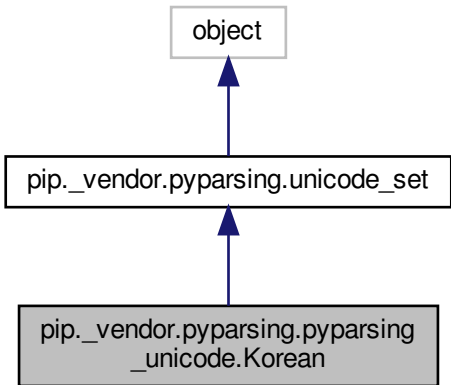 object
pip._vendor.pyparsing.unicode_set
pip._vendor.pyparsing.pyparsing
_unicode.Korean